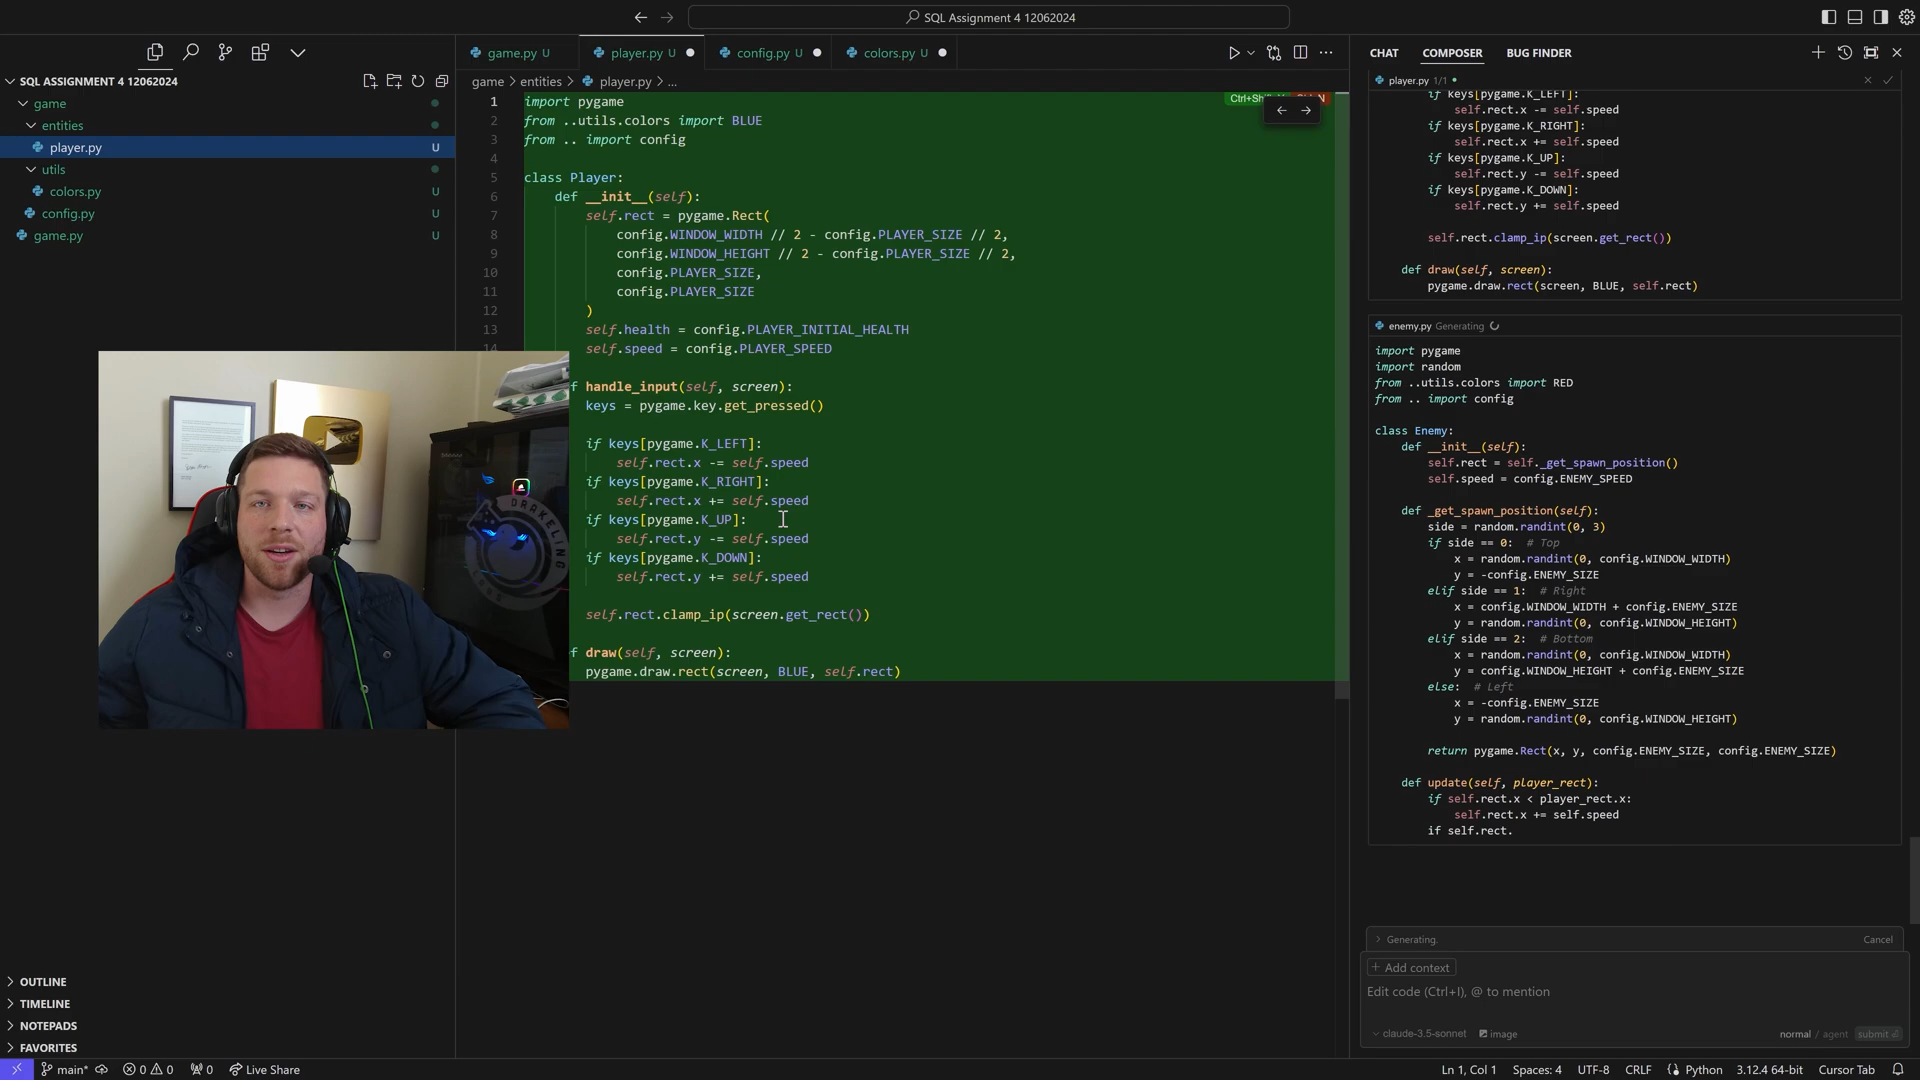 SQL Assignment 4 12062024
SQL ASSIGNMENT 4 12062024
game
entities
player.py U
utils
colors.py U
config.py U
game.py U
OUTLINE
TIMELINE
NOTEPADS
FAVORITES
game.py U
player.py U
config.py U
colors.py U
game > entities > player.py > ...
1 import pygame
2 from ..utils.colors import BLUE
3 from .. import config
4
5 class Player:
6 def __init__(self):
7 self.rect = pygame.Rect(
8 config.WINDOW_WIDTH // 2 - config.PLAYER_SIZE // 2,
9 config.WINDOW_HEIGHT // 2 - config.PLAYER_SIZE // 2,
10 config.PLAYER_SIZE,
11 config.PLAYER_SIZE
12 )
13 self.health = config.PLAYER_INITIAL_HEALTH
14 self.speed = config.PLAYER_SPEED
f handle_input(self, screen):
keys = pygame.key.get_pressed()
if keys[pygame.K_LEFT]:
self.rect.x -= self.speed
if keys[pygame.K_RIGHT]:
self.rect.x += self.speed
if keys[pygame.K_UP]:
self.rect.y -= self.speed
if keys[pygame.K_DOWN]:
self.rect.y += self.speed
self.rect.clamp_ip(screen.get_rect())
f draw(self, screen):
pygame.draw.rect(screen, BLUE, self.rect)
DRAKELING LABS
CHAT
COMPOSER
BUG FINDER
player.py 1/1
if keys[pygame.K_LEFT]:
self.rect.x -= self.speed
if keys[pygame.K_RIGHT]:
self.rect.x += self.speed
if keys[pygame.K_UP]:
self.rect.y -= self.speed
if keys[pygame.K_DOWN]:
self.rect.y += self.speed
self.rect.clamp_ip(screen.get_rect())
def draw(self, screen):
pygame.draw.rect(screen, BLUE, self.rect)
enemy.py Generating
import pygame
import random
from ..utils.colors import RED
from .. import config
class Enemy:
def __init__(self):
self.rect = self._get_spawn_position()
self.speed = config.ENEMY_SPEED
def _get_spawn_position(self):
side = random.randint(0, 3)
if side == 0: # Top
x = random.randint(0, config.WINDOW_WIDTH)
y = -config.ENEMY_SIZE
elif side == 1: # Right
x = config.WINDOW_WIDTH + config.ENEMY_SIZE
y = random.randint(0, config.WINDOW_HEIGHT)
elif side == 2: # Bottom
x = random.randint(0, config.WINDOW_WIDTH)
y = config.WINDOW_HEIGHT + config.ENEMY_SIZE
else: # Left
x = -config.ENEMY_SIZE
y = random.randint(0, config.WINDOW_HEIGHT)
return pygame.Rect(x, y, config.ENEMY_SIZE, config.ENEMY_SIZE)
def update(self, player_rect):
if self.rect.x < player_rect.x:
self.rect.x += self.speed
if self.rect.
Generating.
Cancel
+ Add context
Edit code (Ctrl+I), @ to mention
claude-3.5-sonnet image
normal / agent submit
main* 0 0 0 Live Share
Ln 1, Col 1 Spaces: 4 UTF-8 CRLF Python 3.12.4 64-bit Cursor Tab